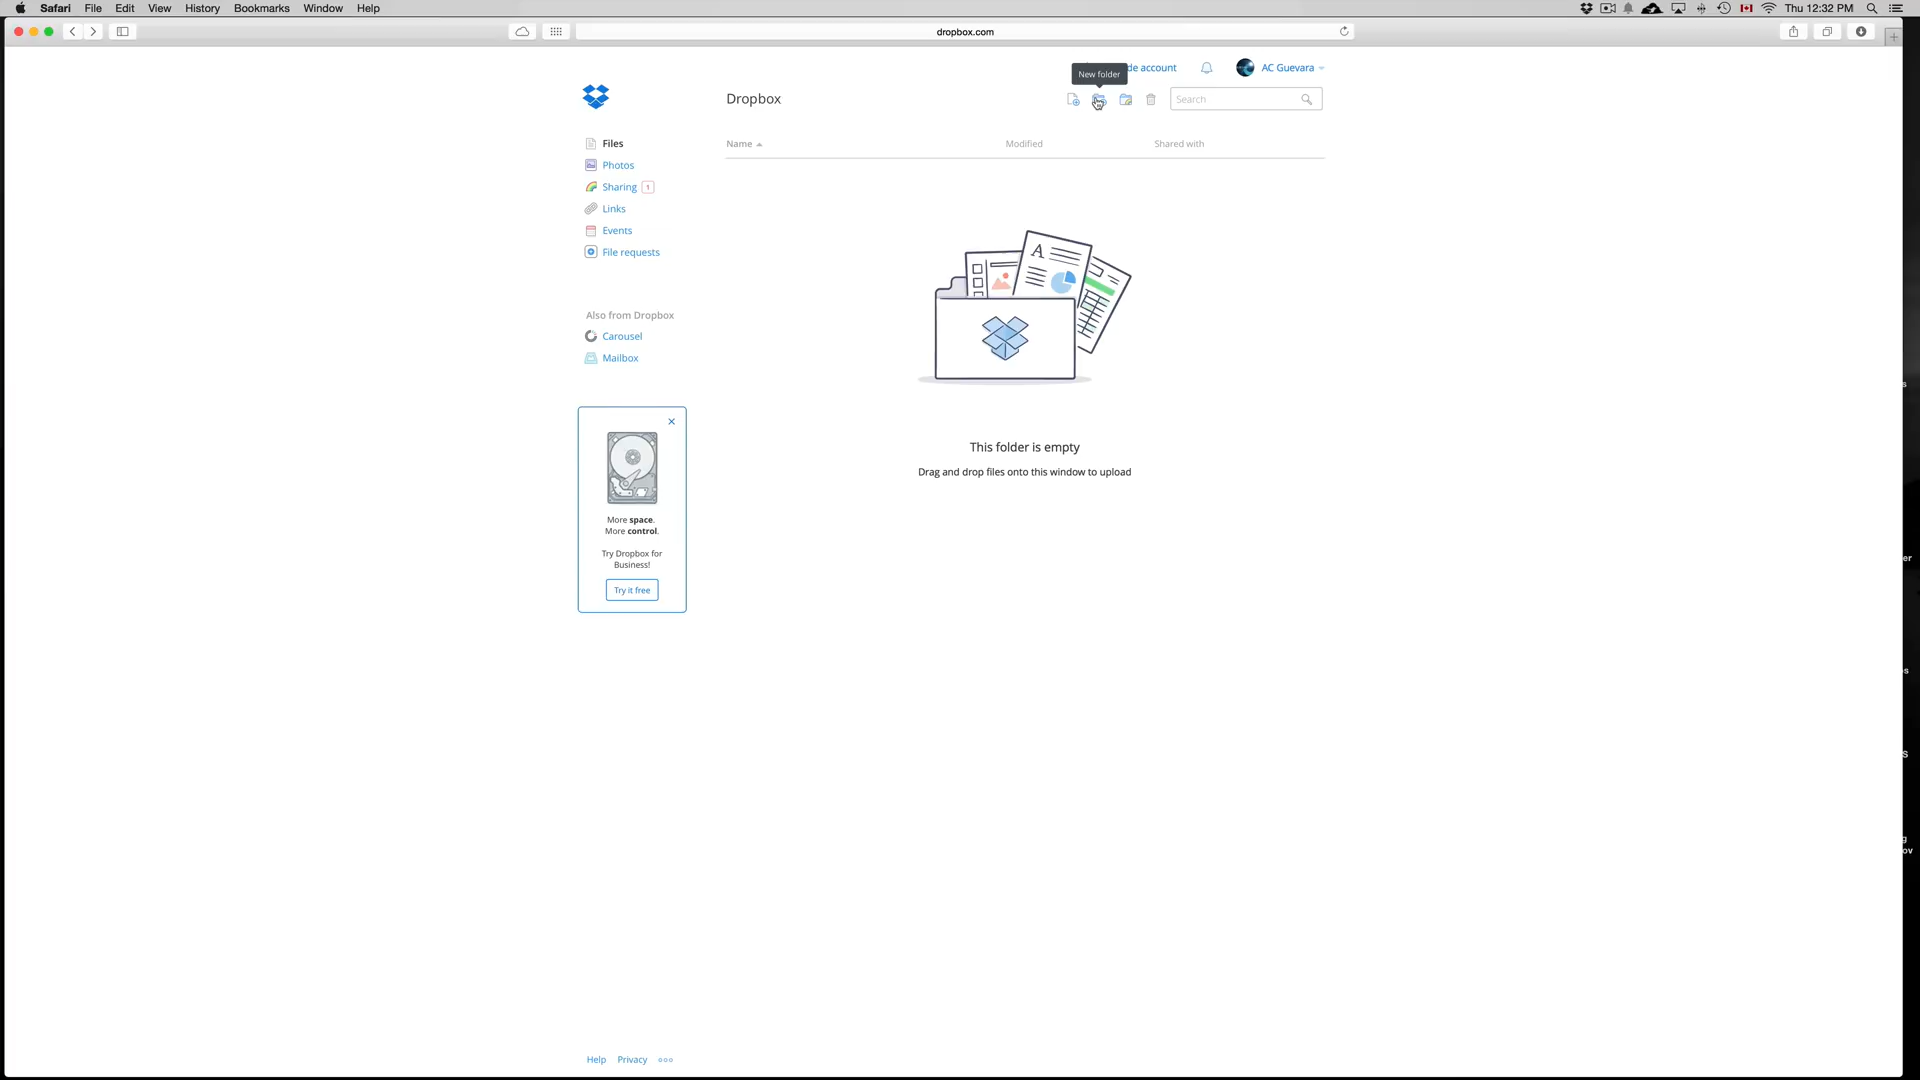 Safari File Edit View History Bookmarks Window Help Thu 12:32 PM
dropbox.com
New folder de account AC Guevara
Dropbox Search
Name Modified Shared with
Files
Photos
Sharing 1
Links
Events
File requests
Also from Dropbox
Carousel
Mailbox
More space.
More control.
Try Dropbox for
Business!
Try it free
A
This folder is empty
Drag and drop files onto this window to upload
s
er
s
S
g
ov
Help Privacy